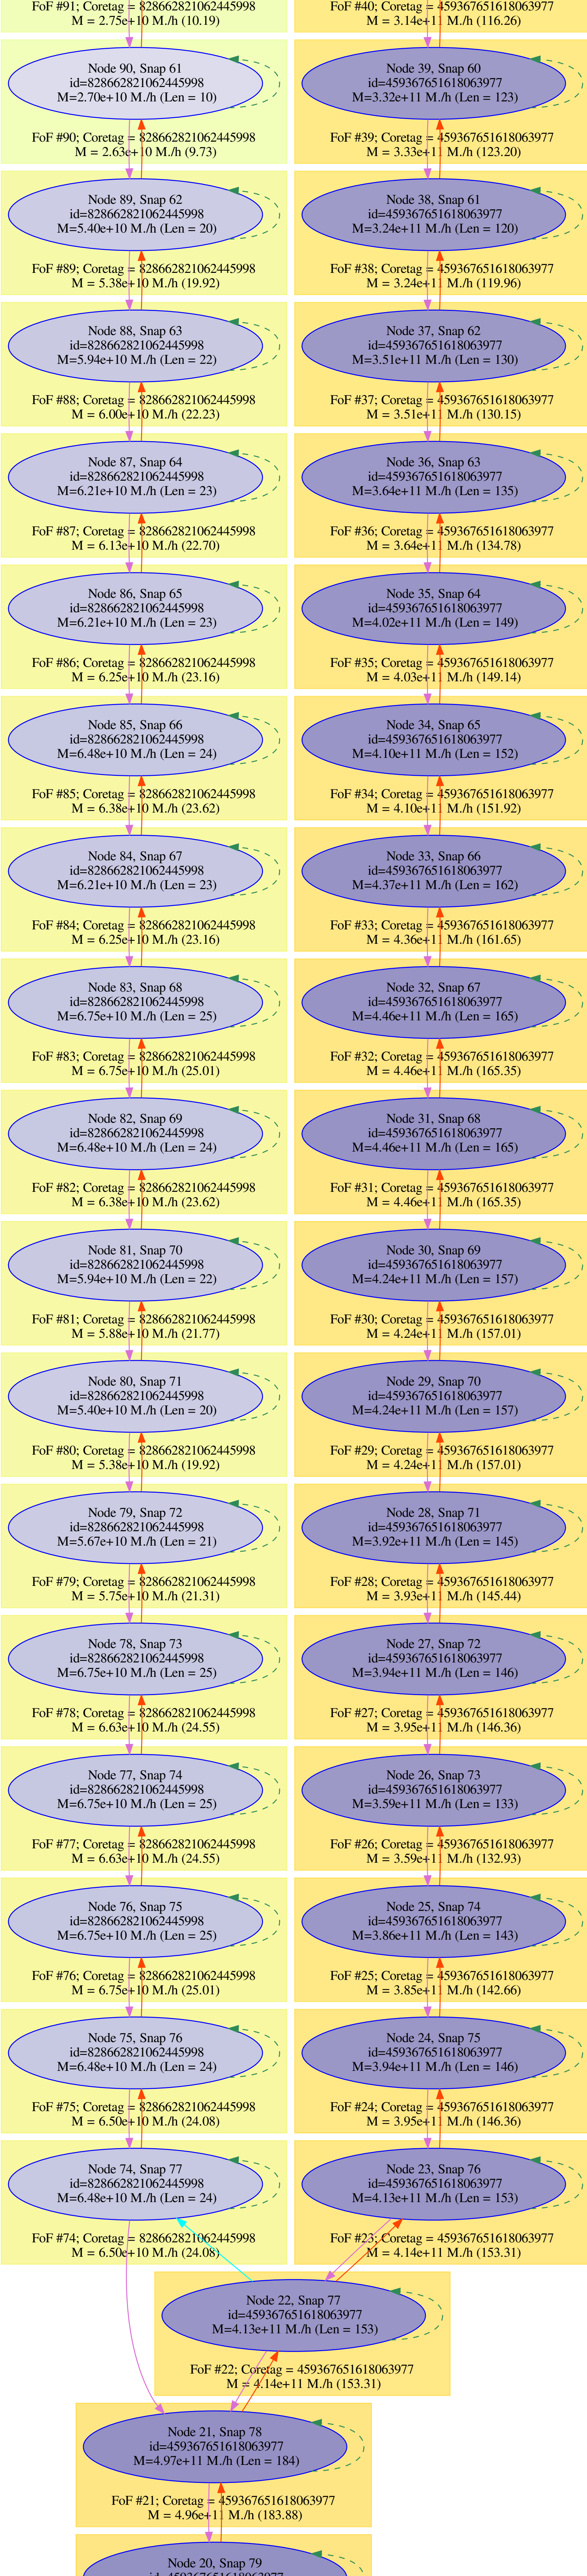 FoF #91; Coretag = 828662821062445998
M = 2.75e+10 M./h (10.19)
Node 90, Snap 61
id=828662821062445998
M=2.70e+10 M./h (Len = 10)
FoF #90; Coretag = 828662821062445998
M = 2.63e+10 M./h (9.73)
Node 89, Snap 62
id=828662821062445998
M=5.40e+10 M./h (Len = 20)
FoF #89; Coretag = 828662821062445998
M = 5.38e+10 M./h (19.92)
Node 88, Snap 63
id=828662821062445998
M=5.94e+10 M./h (Len = 22)
FoF #88; Coretag = 828662821062445998
M = 6.00e+10 M./h (22.23)
Node 87, Snap 64
id=828662821062445998
M=6.21e+10 M./h (Len = 23)
FoF #87; Coretag = 828662821062445998
M = 6.13e+10 M./h (22.70)
Node 86, Snap 65
id=828662821062445998
M=6.21e+10 M./h (Len = 23)
FoF #86; Coretag = 828662821062445998
M = 6.25e+10 M./h (23.16)
Node 85, Snap 66
id=828662821062445998
M=6.48e+10 M./h (Len = 24)
FoF #85; Coretag = 828662821062445998
M = 6.38e+10 M./h (23.62)
Node 84, Snap 67
id=828662821062445998
M=6.21e+10 M./h (Len = 23)
FoF #84; Coretag = 828662821062445998
M = 6.25e+10 M./h (23.16)
Node 83, Snap 68
id=828662821062445998
M=6.75e+10 M./h (Len = 25)
FoF #83; Coretag = 828662821062445998
M = 6.75e+10 M./h (25.01)
Node 82, Snap 69
id=828662821062445998
M=6.48e+10 M./h (Len = 24)
FoF #82; Coretag = 828662821062445998
M = 6.38e+10 M./h (23.62)
Node 81, Snap 70
id=828662821062445998
M=5.94e+10 M./h (Len = 22)
FoF #81; Coretag = 828662821062445998
M = 5.88e+10 M./h (21.77)
Node 80, Snap 71
id=828662821062445998
M=5.40e+10 M./h (Len = 20)
FoF #80; Coretag = 828662821062445998
M = 5.38e+10 M./h (19.92)
Node 79, Snap 72
id=828662821062445998
M=5.67e+10 M./h (Len = 21)
FoF #79; Coretag = 828662821062445998
M = 5.75e+10 M./h (21.31)
Node 78, Snap 73
id=828662821062445998
M=6.75e+10 M./h (Len = 25)
FoF #78; Coretag = 828662821062445998
M = 6.63e+10 M./h (24.55)
Node 77, Snap 74
id=828662821062445998
M=6.75e+10 M./h (Len = 25)
FoF #77; Coretag = 828662821062445998
M = 6.63e+10 M./h (24.55)
Node 76, Snap 75
id=828662821062445998
M=6.75e+10 M./h (Len = 25)
FoF #76; Coretag = 828662821062445998
M = 6.75e+10 M./h (25.01)
Node 75, Snap 76
id=828662821062445998
M=6.48e+10 M./h (Len = 24)
FoF #75; Coretag = 828662821062445998
M = 6.50e+10 M./h (24.08)
Node 74, Snap 77
id=828662821062445998
M=6.48e+10 M./h (Len = 24)
FoF #74; Coretag = 828662821062445998
M = 6.50e+10 M./h (24.08)
FoF #40; Coretag = 459367651618063977
M = 3.14e+11 M./h (116.26)
Node 39, Snap 60
id=459367651618063977
M=3.32e+11 M./h (Len = 123)
FoF #39; Coretag = 459367651618063977
M = 3.33e+11 M./h (123.20)
Node 38, Snap 61
id=459367651618063977
M=3.24e+11 M./h (Len = 120)
FoF #38; Coretag = 459367651618063977
M = 3.24e+11 M./h (119.96)
Node 37, Snap 62
id=459367651618063977
M=3.51e+11 M./h (Len = 130)
FoF #37; Coretag = 459367651618063977
M = 3.51e+11 M./h (130.15)
Node 36, Snap 63
id=459367651618063977
M=3.64e+11 M./h (Len = 135)
FoF #36; Coretag = 459367651618063977
M = 3.64e+11 M./h (134.78)
Node 35, Snap 64
id=459367651618063977
M=4.02e+11 M./h (Len = 149)
FoF #35; Coretag = 459367651618063977
M = 4.03e+11 M./h (149.14)
Node 34, Snap 65
id=459367651618063977
M=4.10e+11 M./h (Len = 152)
FoF #34; Coretag = 459367651618063977
M = 4.10e+11 M./h (151.92)
Node 33, Snap 66
id=459367651618063977
M=4.37e+11 M./h (Len = 162)
FoF #33; Coretag = 459367651618063977
M = 4.36e+11 M./h (161.65)
Node 32, Snap 67
id=459367651618063977
M=4.46e+11 M./h (Len = 165)
FoF #32; Coretag = 459367651618063977
M = 4.46e+11 M./h (165.35)
Node 31, Snap 68
id=459367651618063977
M=4.46e+11 M./h (Len = 165)
FoF #31; Coretag = 459367651618063977
M = 4.46e+11 M./h (165.35)
Node 30, Snap 69
id=459367651618063977
M=4.24e+11 M./h (Len = 157)
FoF #30; Coretag = 459367651618063977
M = 4.24e+11 M./h (157.01)
Node 29, Snap 70
id=459367651618063977
M=4.24e+11 M./h (Len = 157)
FoF #29; Coretag = 459367651618063977
M = 4.24e+11 M./h (157.01)
Node 28, Snap 71
id=459367651618063977
M=3.92e+11 M./h (Len = 145)
FoF #28; Coretag = 459367651618063977
M = 3.93e+11 M./h (145.44)
Node 27, Snap 72
id=459367651618063977
M=3.94e+11 M./h (Len = 146)
FoF #27; Coretag = 459367651618063977
M = 3.95e+11 M./h (146.36)
Node 26, Snap 73
id=459367651618063977
M=3.59e+11 M./h (Len = 133)
FoF #26; Coretag = 459367651618063977
M = 3.59e+11 M./h (132.93)
Node 25, Snap 74
id=459367651618063977
M=3.86e+11 M./h (Len = 143)
FoF #25; Coretag = 459367651618063977
M = 3.85e+11 M./h (142.66)
Node 24, Snap 75
id=459367651618063977
M=3.94e+11 M./h (Len = 146)
FoF #24; Coretag = 459367651618063977
M = 3.95e+11 M./h (146.36)
Node 23, Snap 76
id=459367651618063977
M=4.13e+11 M./h (Len = 153)
FoF #23; Coretag = 459367651618063977
M = 4.14e+11 M./h (153.31)
Node 22, Snap 77
id=459367651618063977
M=4.13e+11 M./h (Len = 153)
FoF #22; Coretag = 459367651618063977
M = 4.14e+11 M./h (153.31)
Node 21, Snap 78
id=459367651618063977
M=4.97e+11 M./h (Len = 184)
FoF #21; Coretag = 459367651618063977
M = 4.96e+11 M./h (183.88)
Node 20, Snap 79
id=459367651618063977